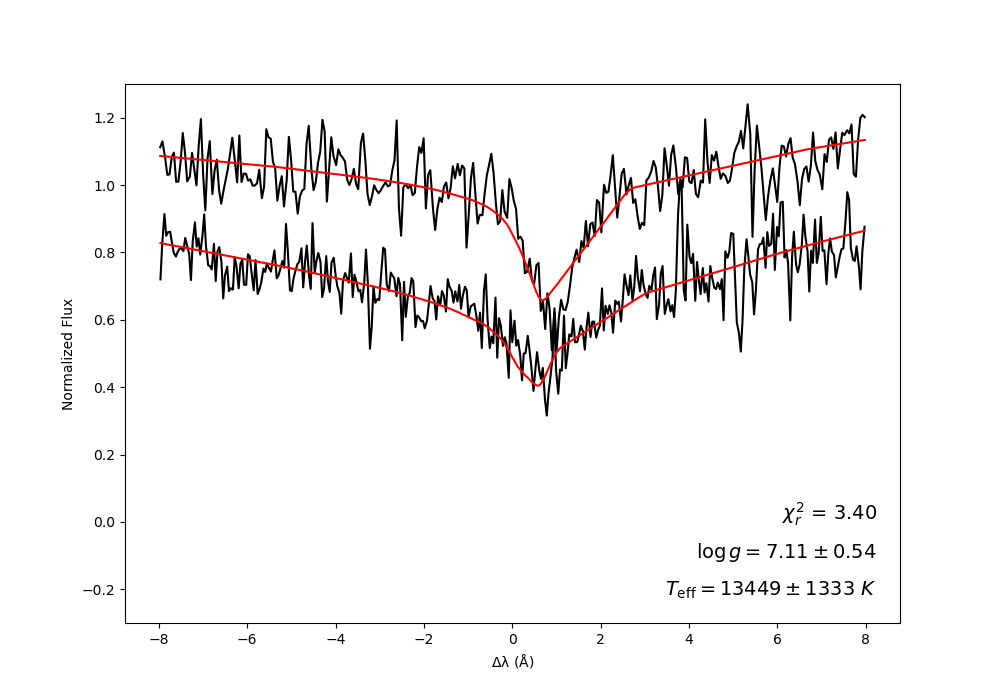 1.2
1.0
0.8
0.6
0.4
0.2
0.0
−0.2
Normalized Flux
χ²ᵣ = 3.40
log g = 7.11 ± 0.54
T_eff = 13449 ± 1333 K
−8 −6 −4 −2 0 2 4 6 8
Δλ (Å)